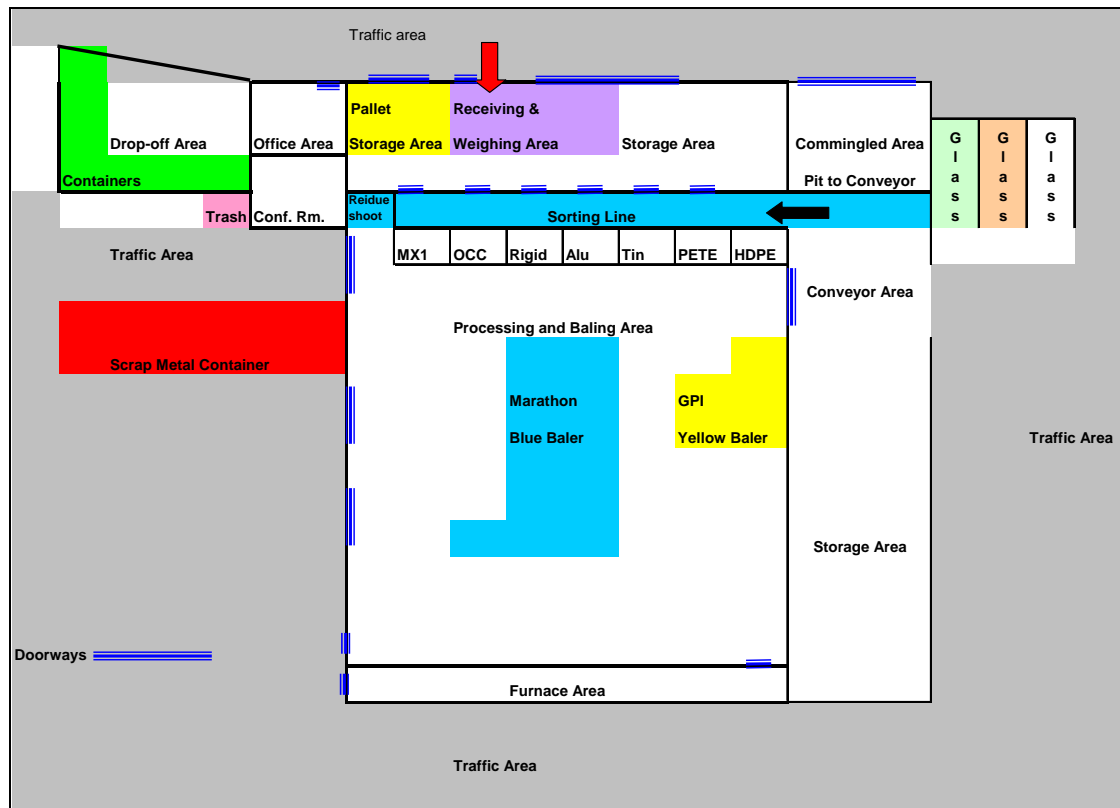 Traffic area
Pallet
Storage Area
Receiving &
Weighing Area
Drop-off Area
Office Area
Storage Area
Commingled Area
Glass
Glass
Glass
Containers
Pit to Conveyor
Trash
Conf. Rm.
Reidue
shoot
Sorting Line
Traffic Area
MX1
OCC
Rigid
Alu
Tin
PETE
HDPE
Conveyor Area
Processing and Baling Area
Scrap Metal Container
Marathon
Blue Baler
GPI
Yellow Baler
Traffic Area
Storage Area
Doorways
Furnace Area
Traffic Area